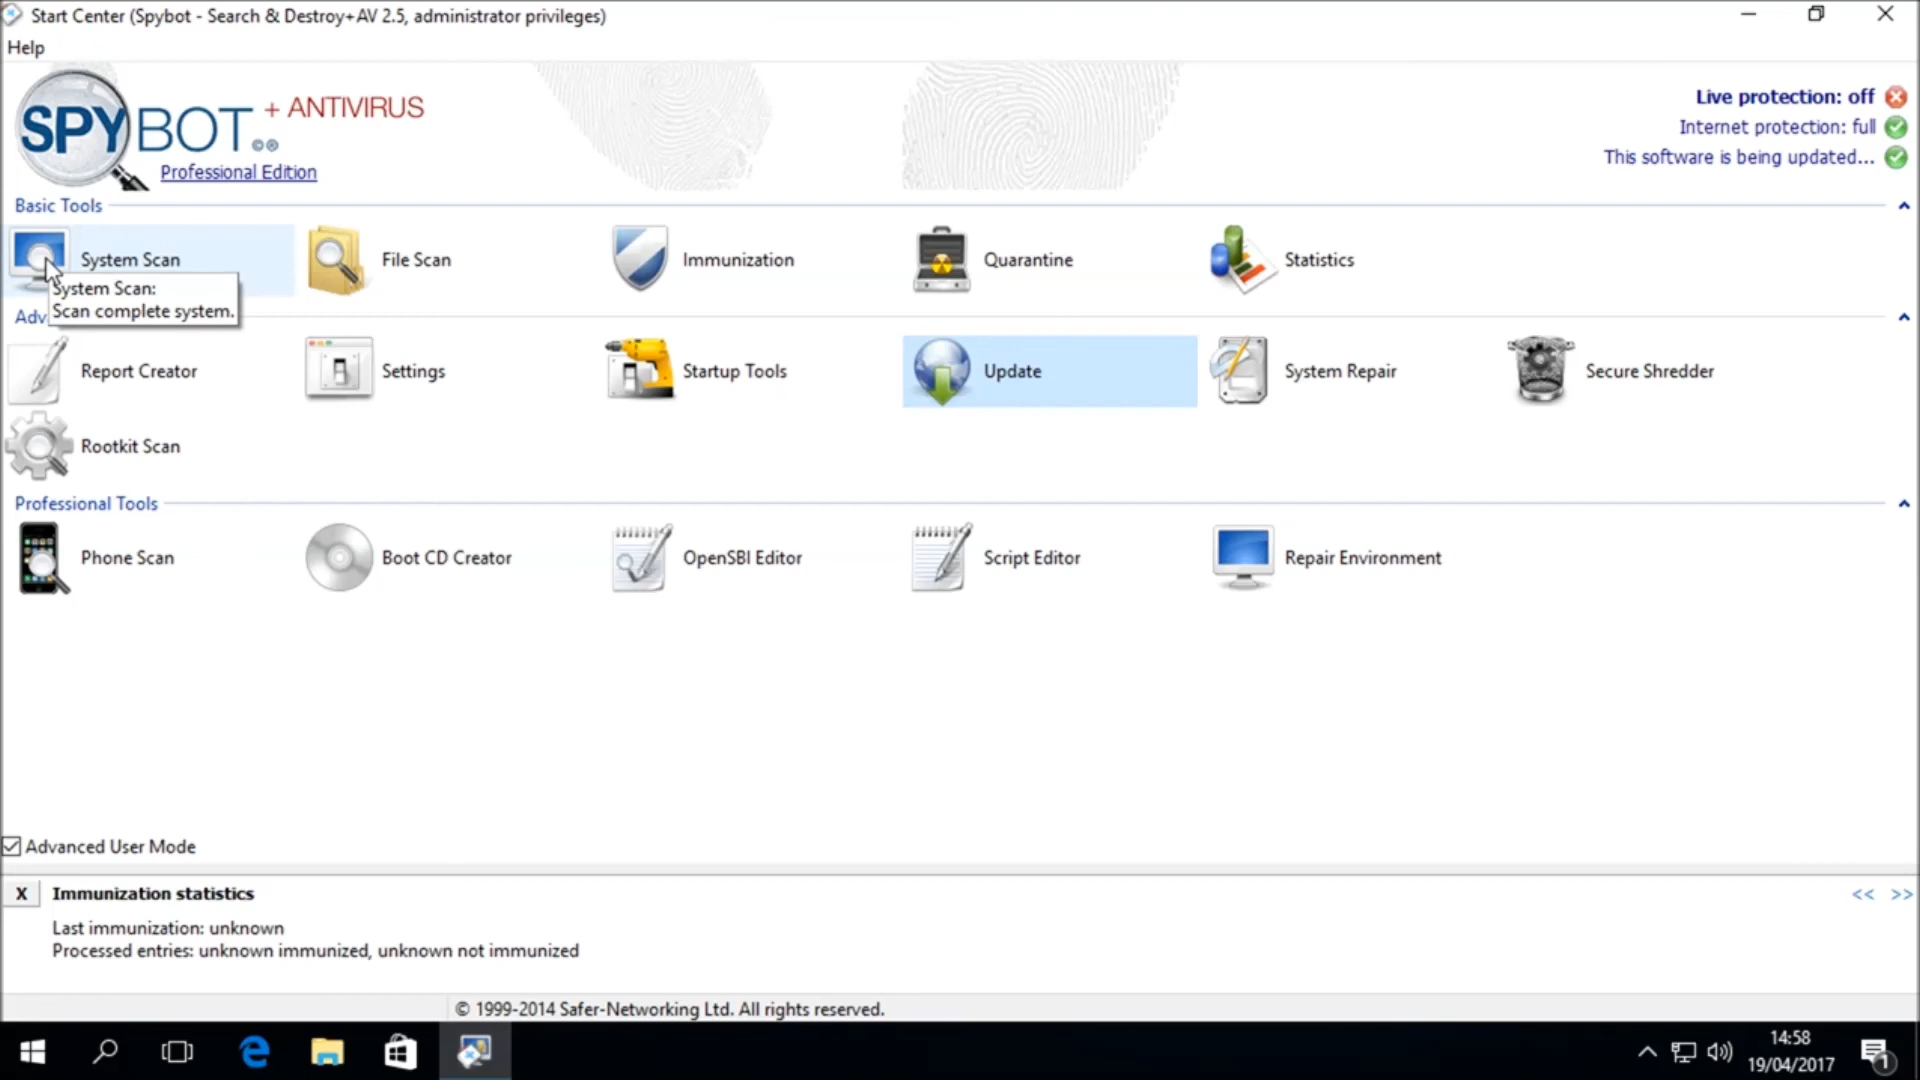 Start Center (Spybot - Search & Destroy+AV 2.5, administrator privileges)
Help
SPYBOT ©® + ANTIVIRUS
Professional Edition
Live protection: off
Internet protection: full
This software is being updated...
Basic Tools
System Scan
File Scan
Immunization
Quarantine
Statistics
System Scan:
Scan complete system.
Adv
Report Creator
Settings
Startup Tools
Update
System Repair
Secure Shredder
Rootkit Scan
Professional Tools
Phone Scan
Boot CD Creator
OpenSBI Editor
Script Editor
Repair Environment
Advanced User Mode
X Immunization statistics << >>
Last immunization: unknown
Processed entries: unknown immunized, unknown not immunized
© 1999-2014 Safer-Networking Ltd. All rights reserved.
14:58
19/04/2017
1